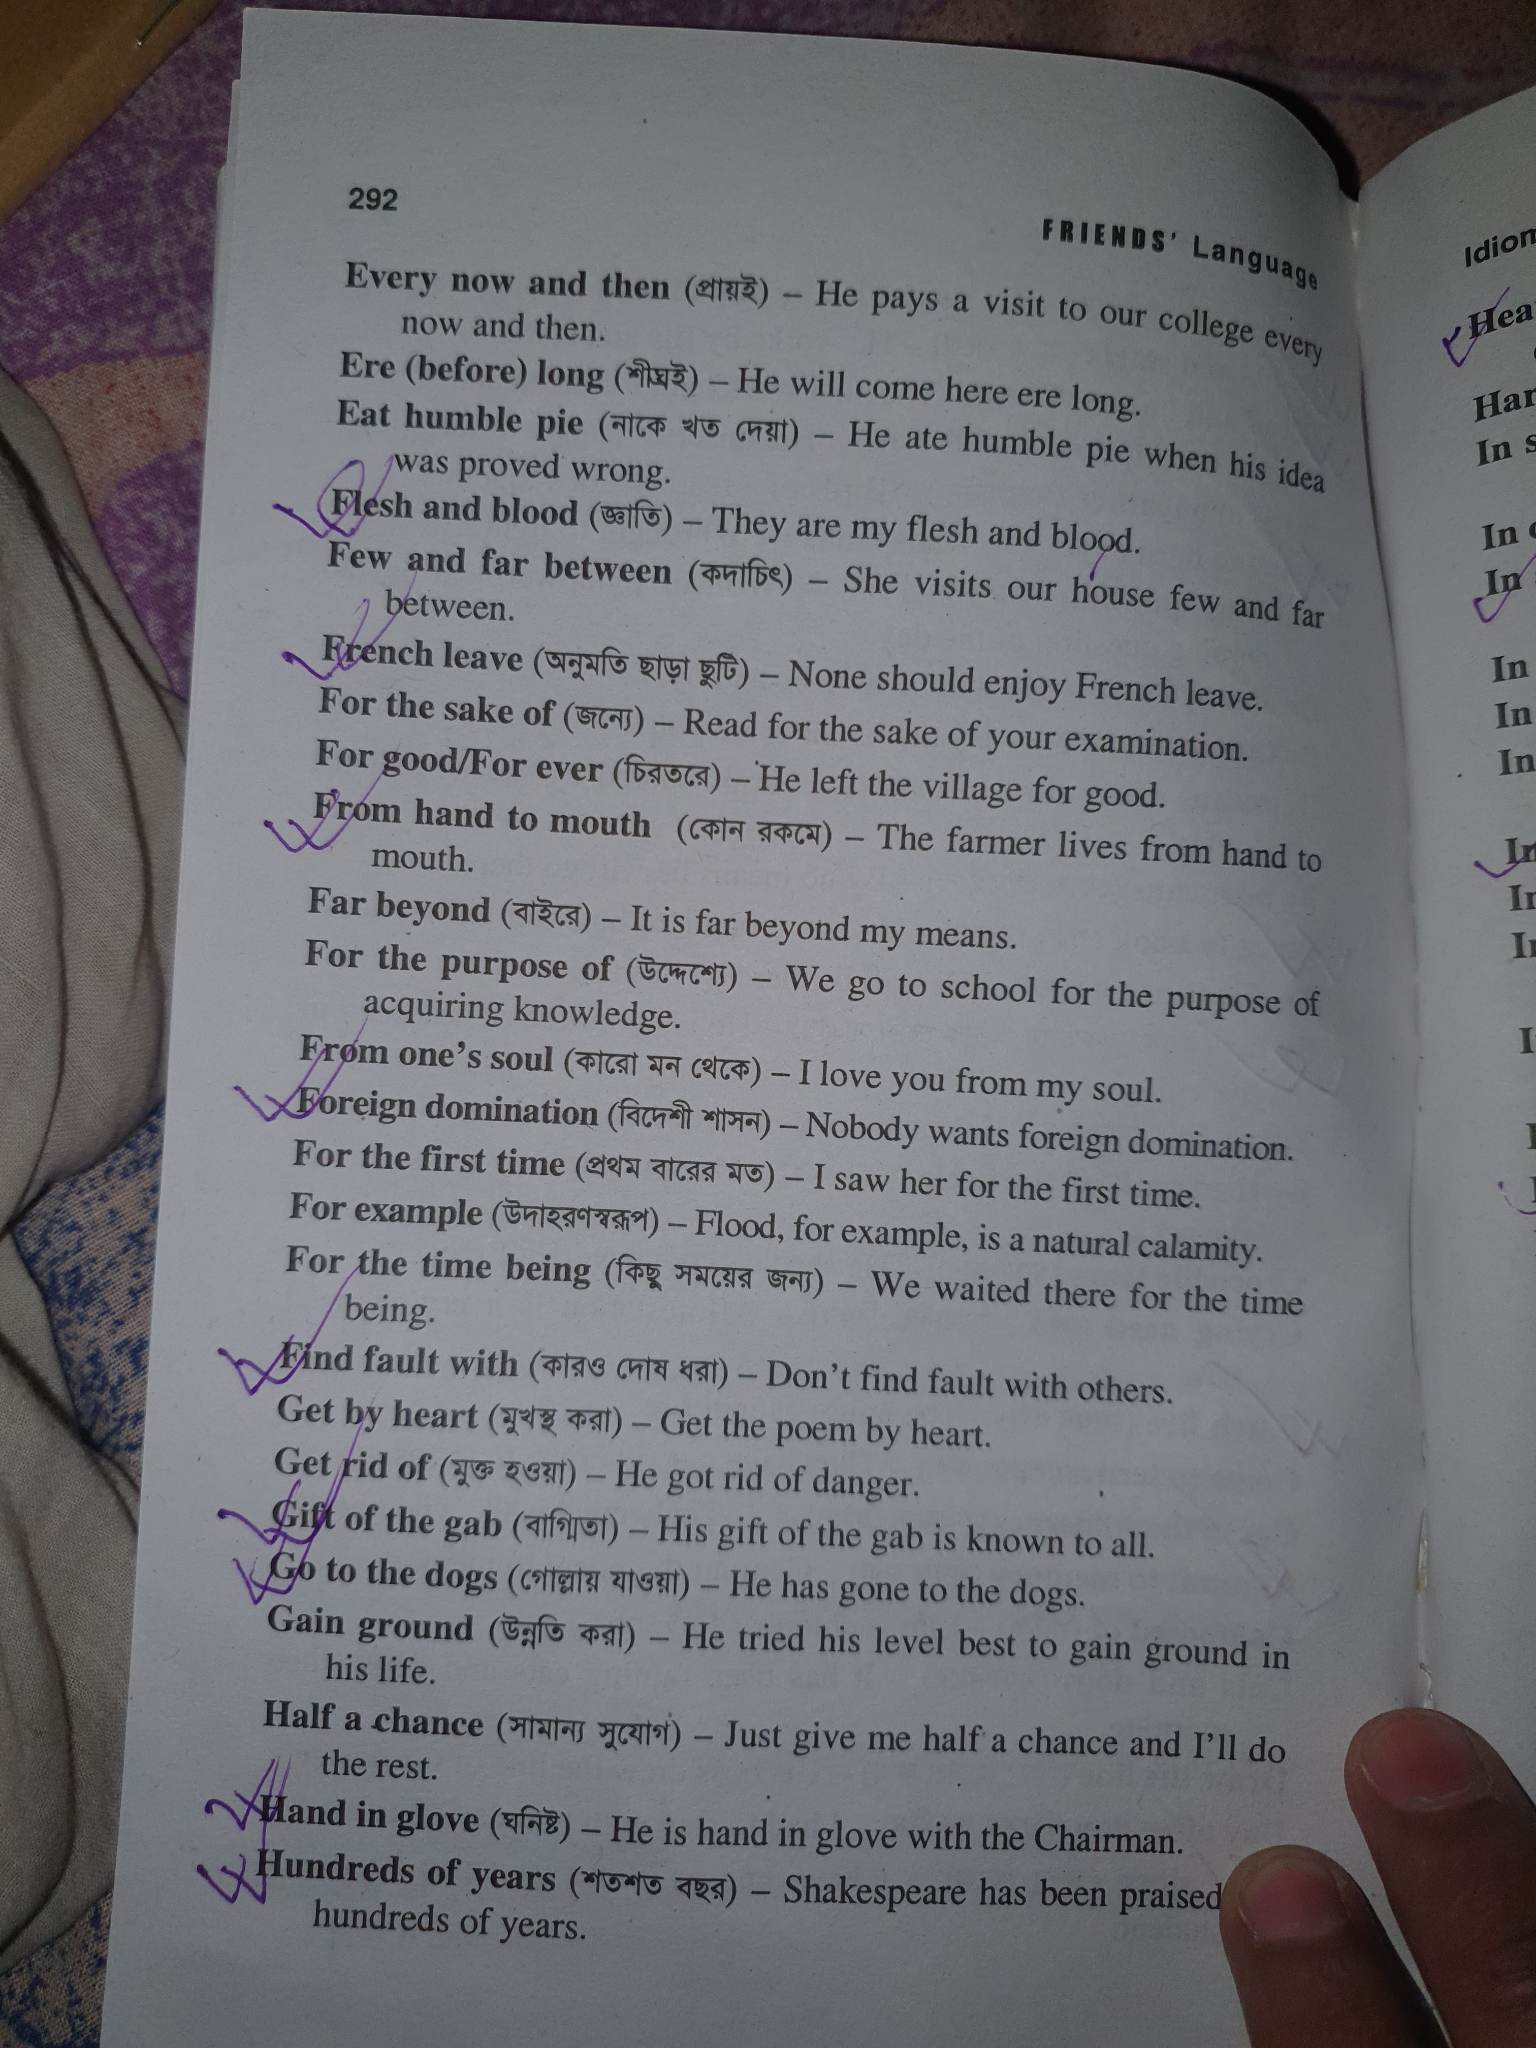 292
FRIENDS' Language
Every now and then (প্রায়ই) – He pays a visit to our college every
now and then.
Ere (before) long (শীঘ্রই) – He will come here ere long.
Eat humble pie (নাকে খত দেয়া) – He ate humble pie when his idea
was proved wrong.
Flesh and blood (জ্ঞাতি) – They are my flesh and blood.
Few and far between (কদাচিৎ) – She visits our house few and far
between.
French leave (অনুমতি ছাড়া ছুটি) – None should enjoy French leave.
For the sake of (জন্যে) – Read for the sake of your examination.
For good/For ever (চিরতরে) – He left the village for good.
From hand to mouth (কোন রকমে) – The farmer lives from hand to
mouth.
Far beyond (বাইরে) – It is far beyond my means.
For the purpose of (উদ্দেশ্যে) – We go to school for the purpose of
acquiring knowledge.
From one's soul (কারো মন থেকে) – I love you from my soul.
Foreign domination (বিদেশী শাসন) – Nobody wants foreign domination.
For the first time (প্রথম বারের মত) – I saw her for the first time.
For example (উদাহরণস্বরূপ) – Flood, for example, is a natural calamity.
For the time being (কিছু সময়ের জন্য) – We waited there for the time
being.
Find fault with (কারও দোষ ধরা) – Don't find fault with others.
Get by heart (মুখস্থ করা) – Get the poem by heart.
Get rid of (মুক্ত হওয়া) – He got rid of danger.
Gift of the gab (বাগ্মিতা) – His gift of the gab is known to all.
Go to the dogs (গোল্লায় যাওয়া) – He has gone to the dogs.
Gain ground (উন্নতি করা) – He tried his level best to gain ground in
his life.
Half a chance (সামান্য সুযোগ) – Just give me half a chance and I'll do
the rest.
Hand in glove (ঘনিষ্ট) – He is hand in glove with the Chairman.
Hundreds of years (শতশত বছর) – Shakespeare has been praised
hundreds of years.
In
In
In
In
In
In